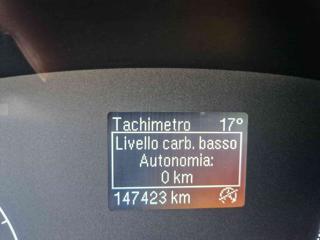 Tachimetro 17°
Livello carb. basso
Autonomia:
0 km
147423 km